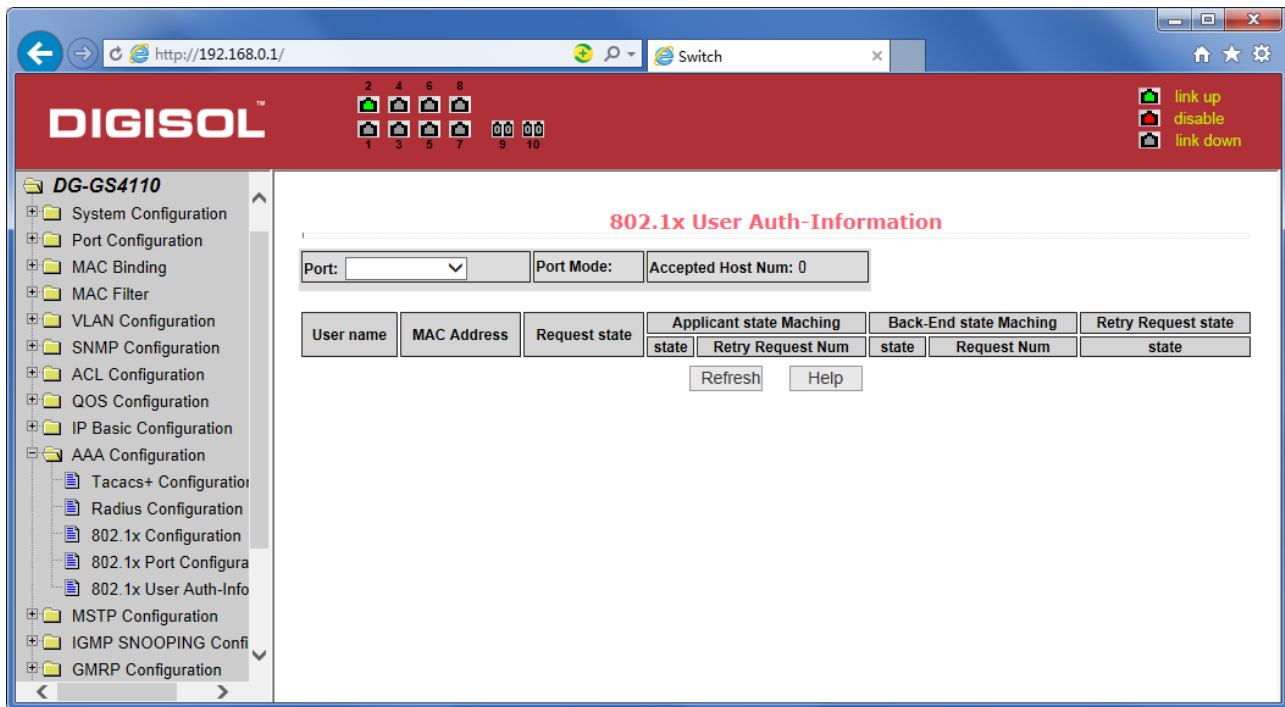 http://192.168.0.1/
Switch
DIGISOL™
2 4 6 8
1 3 5 7 9 10
link up
disable
link down
DG-GS4110
System Configuration
Port Configuration
MAC Binding
MAC Filter
VLAN Configuration
SNMP Configuration
ACL Configuration
QOS Configuration
IP Basic Configuration
AAA Configuration
Tacacs+ Configuration
Radius Configuration
802.1x Configuration
802.1x Port Configura
802.1x User Auth-Info
MSTP Configuration
IGMP SNOOPING Confi
GMRP Configuration
802.1x User Auth-Information
Port: Port Mode: Accepted Host Num: 0
User name MAC Address Request state Applicant state Maching Back-End state Maching Retry Request state
state Retry Request Num state Request Num state
Refresh Help